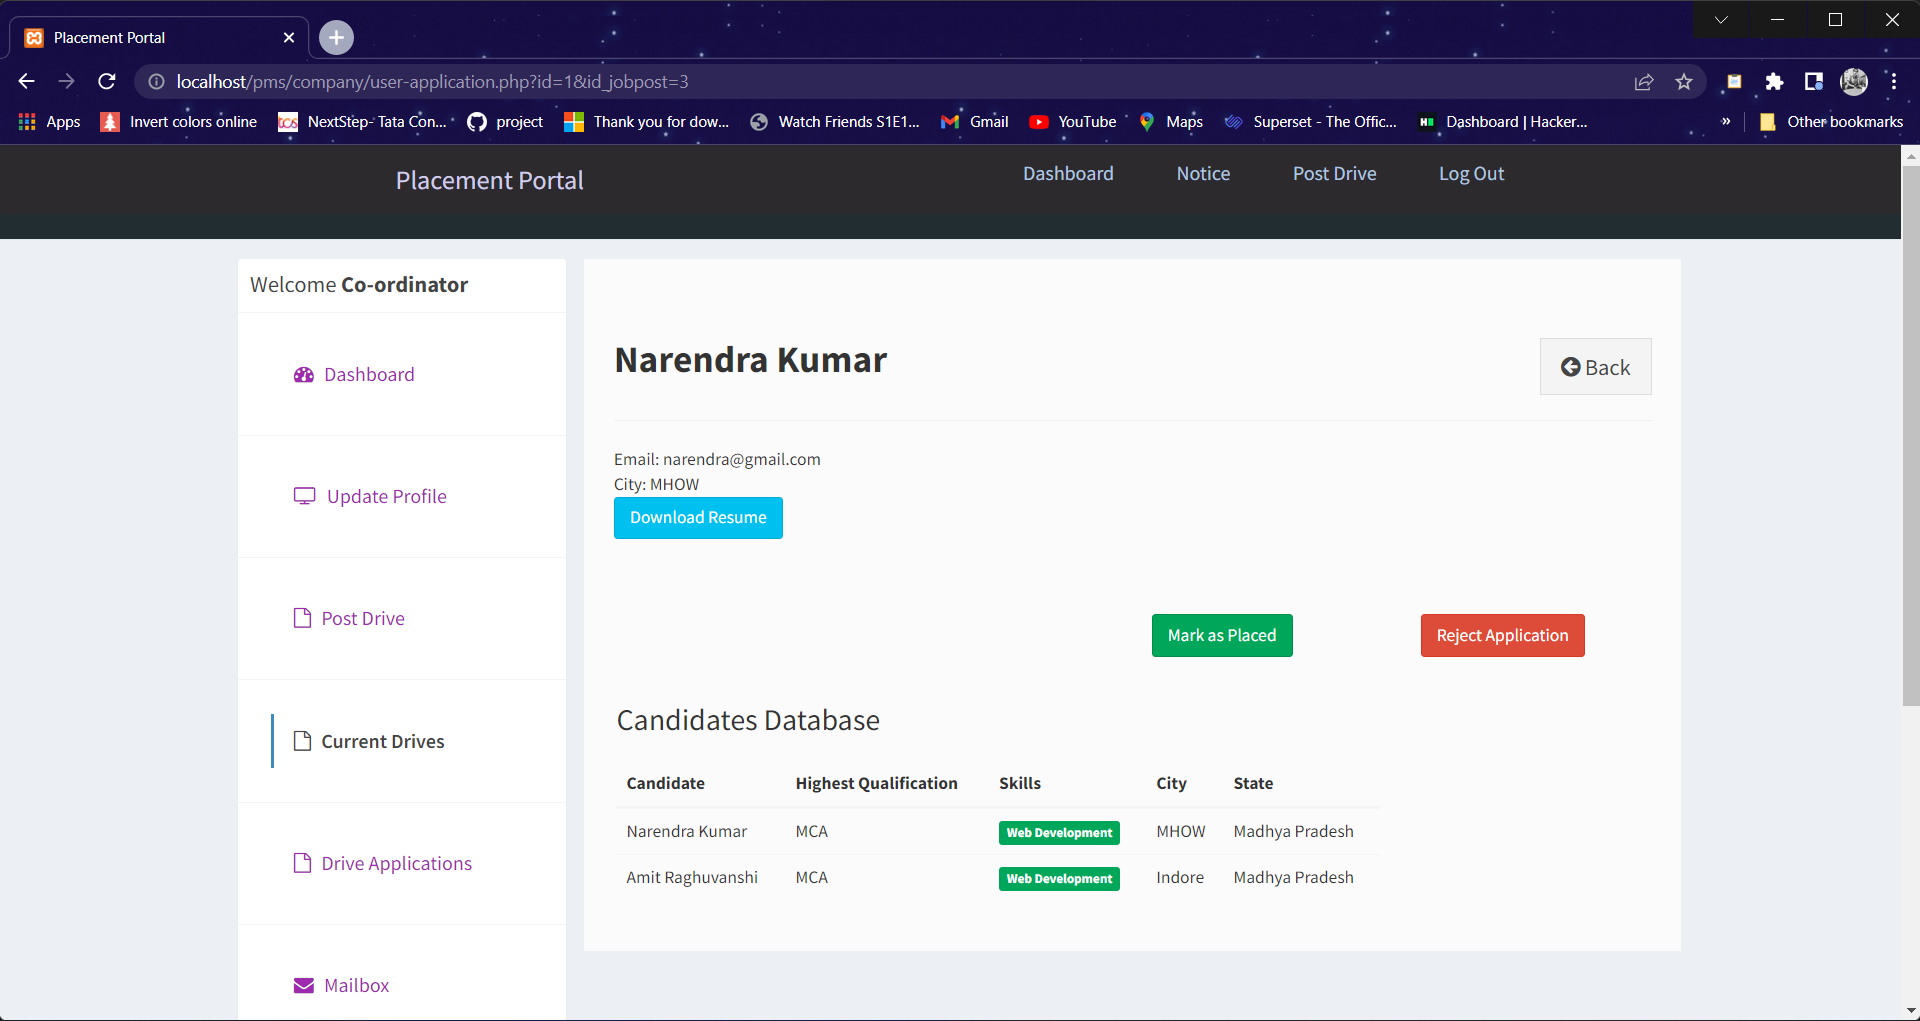 Placement Portal
localhost/pms/company/user-application.php?id=1&id_jobpost=3
Apps Invert colors online NextStep- Tata Con... project Thank you for dow... Watch Friends S1E1... Gmail YouTube Maps Superset - The Offic... Dashboard | Hacker... » Other bookmarks
Placement Portal Dashboard Notice Post Drive Log Out
Welcome Co-ordinator
Dashboard
Update Profile
Post Drive
Current Drives
Drive Applications
Mailbox
Narendra Kumar
Back
Email: narendra@gmail.com
City: MHOW
Download Resume
Mark as Placed Reject Application
Candidates Database
Candidate Highest Qualification Skills City State
Narendra Kumar MCA Web Development MHOW Madhya Pradesh
Amit Raghuvanshi MCA Web Development Indore Madhya Pradesh